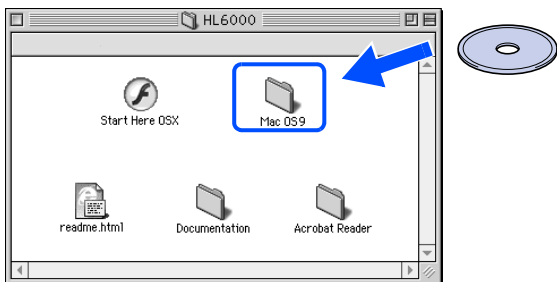 HL6000
Start Here OSX
Mac OS9
readme.html
Documentation
Acrobat Reader